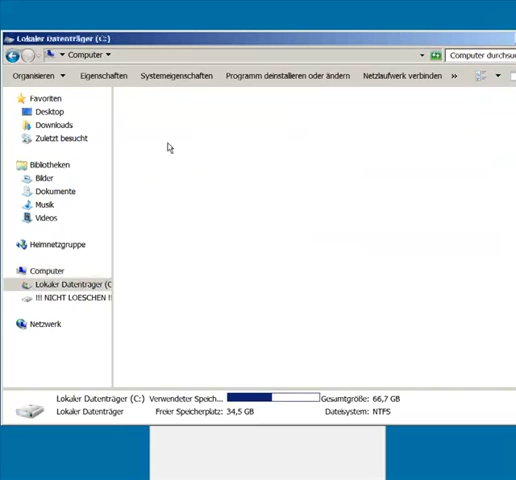 Lokaler Datenträger (C:)
Computer
Computer durchsu
Organisieren Eigenschaften Systemeigenschaften Programm deinstallieren oder ändern Netzlaufwerk verbinden »
Favoriten
Desktop
Downloads
Zuletzt besucht
Bibliotheken
Bilder
Dokumente
Musik
Videos
Heimnetzgruppe
Computer
Lokaler Datenträger (C
!!! NICHT LOESCHEN !!
Netzwerk
Lokaler Datenträger (C:) Verwendeter Speich... Gesamtgröße: 66,7 GB
Lokaler Datenträger Freier Speicherplatz: 34,5 GB Dateisystem: NTFS